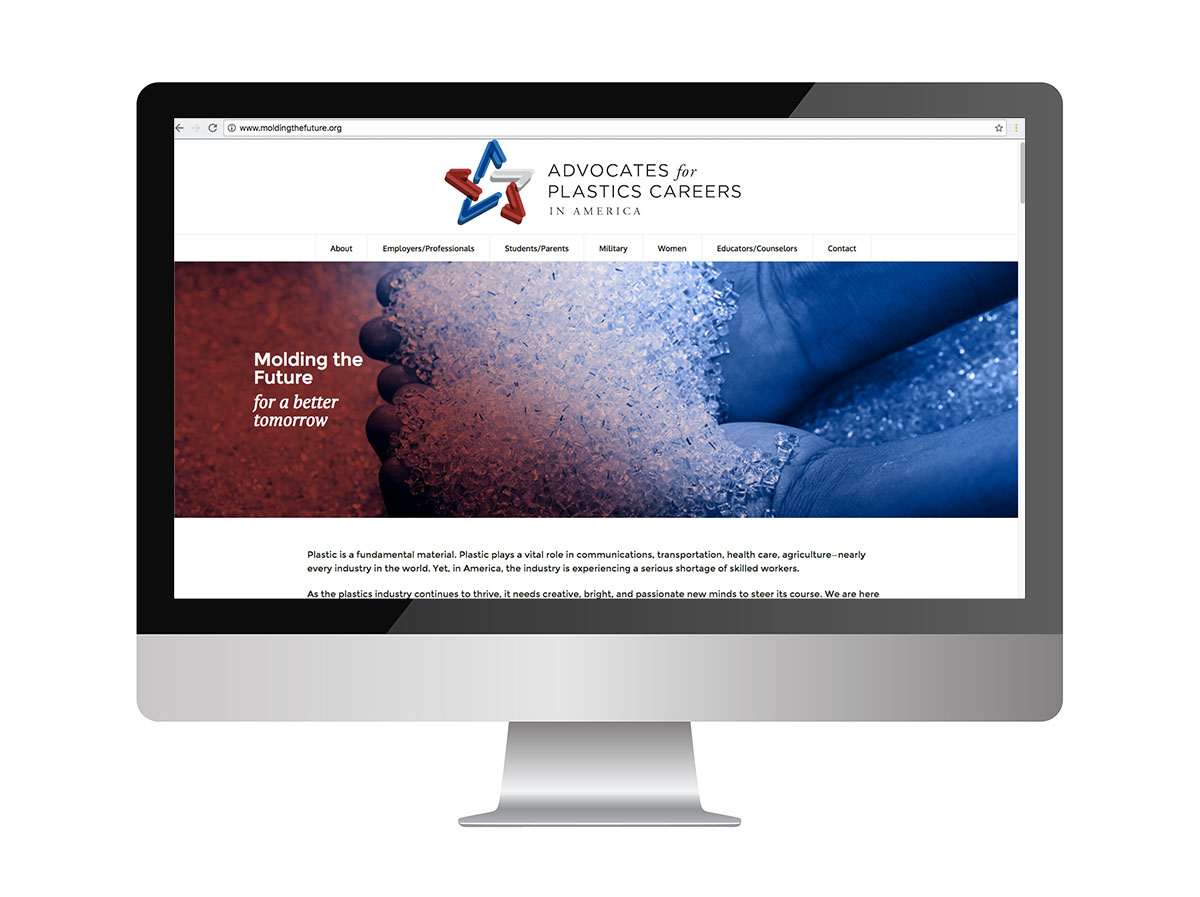 www.moldingthefuture.org
ADVOCATES for
PLASTICS CAREERS
IN AMERICA
About Employers/Professionals Students/Parents Military Women Educators/Counselors Contact
Molding the
Future
for a better
tomorrow
Plastic is a fundamental material. Plastic plays a vital role in communications, transportation, health care, agriculture—nearly
every industry in the world. Yet, in America, the industry is experiencing a serious shortage of skilled workers.
As the plastics industry continues to thrive, it needs creative, bright, and passionate new minds to steer its course. We are here